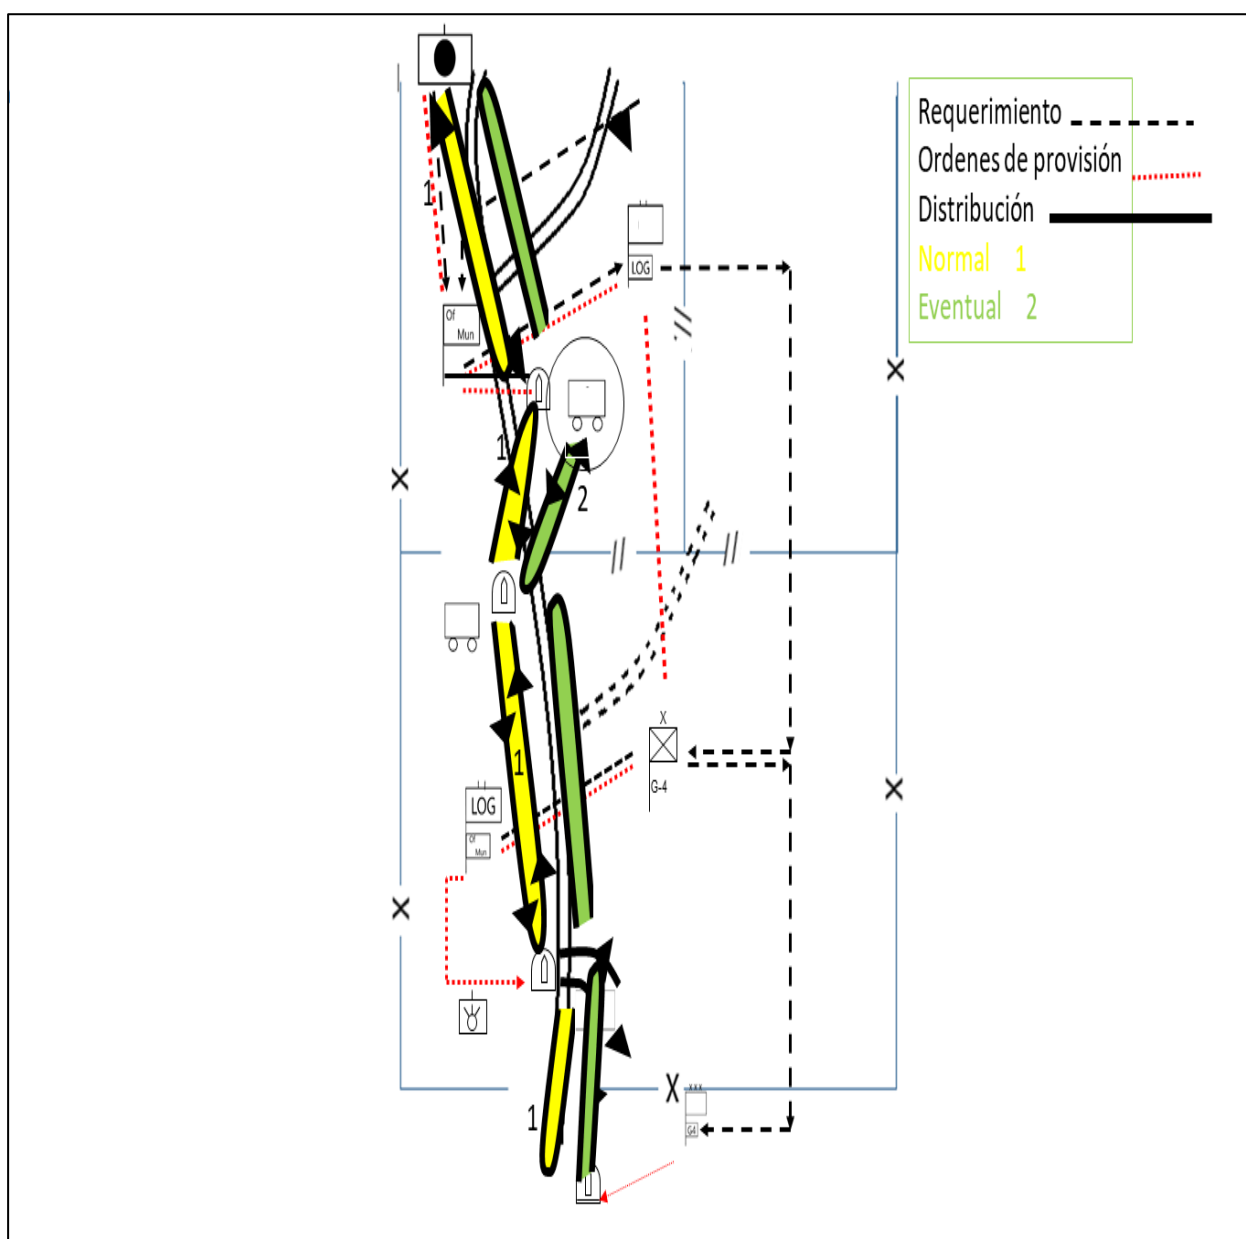 Requerimiento
Ordenes de provisión
Distribución
Normal 1
Eventual 2
1
LOG
Of
Mun
1
2
X
X
X
G-4
1
LOG
Of
Mun
X
X
X
xxx
G4
1